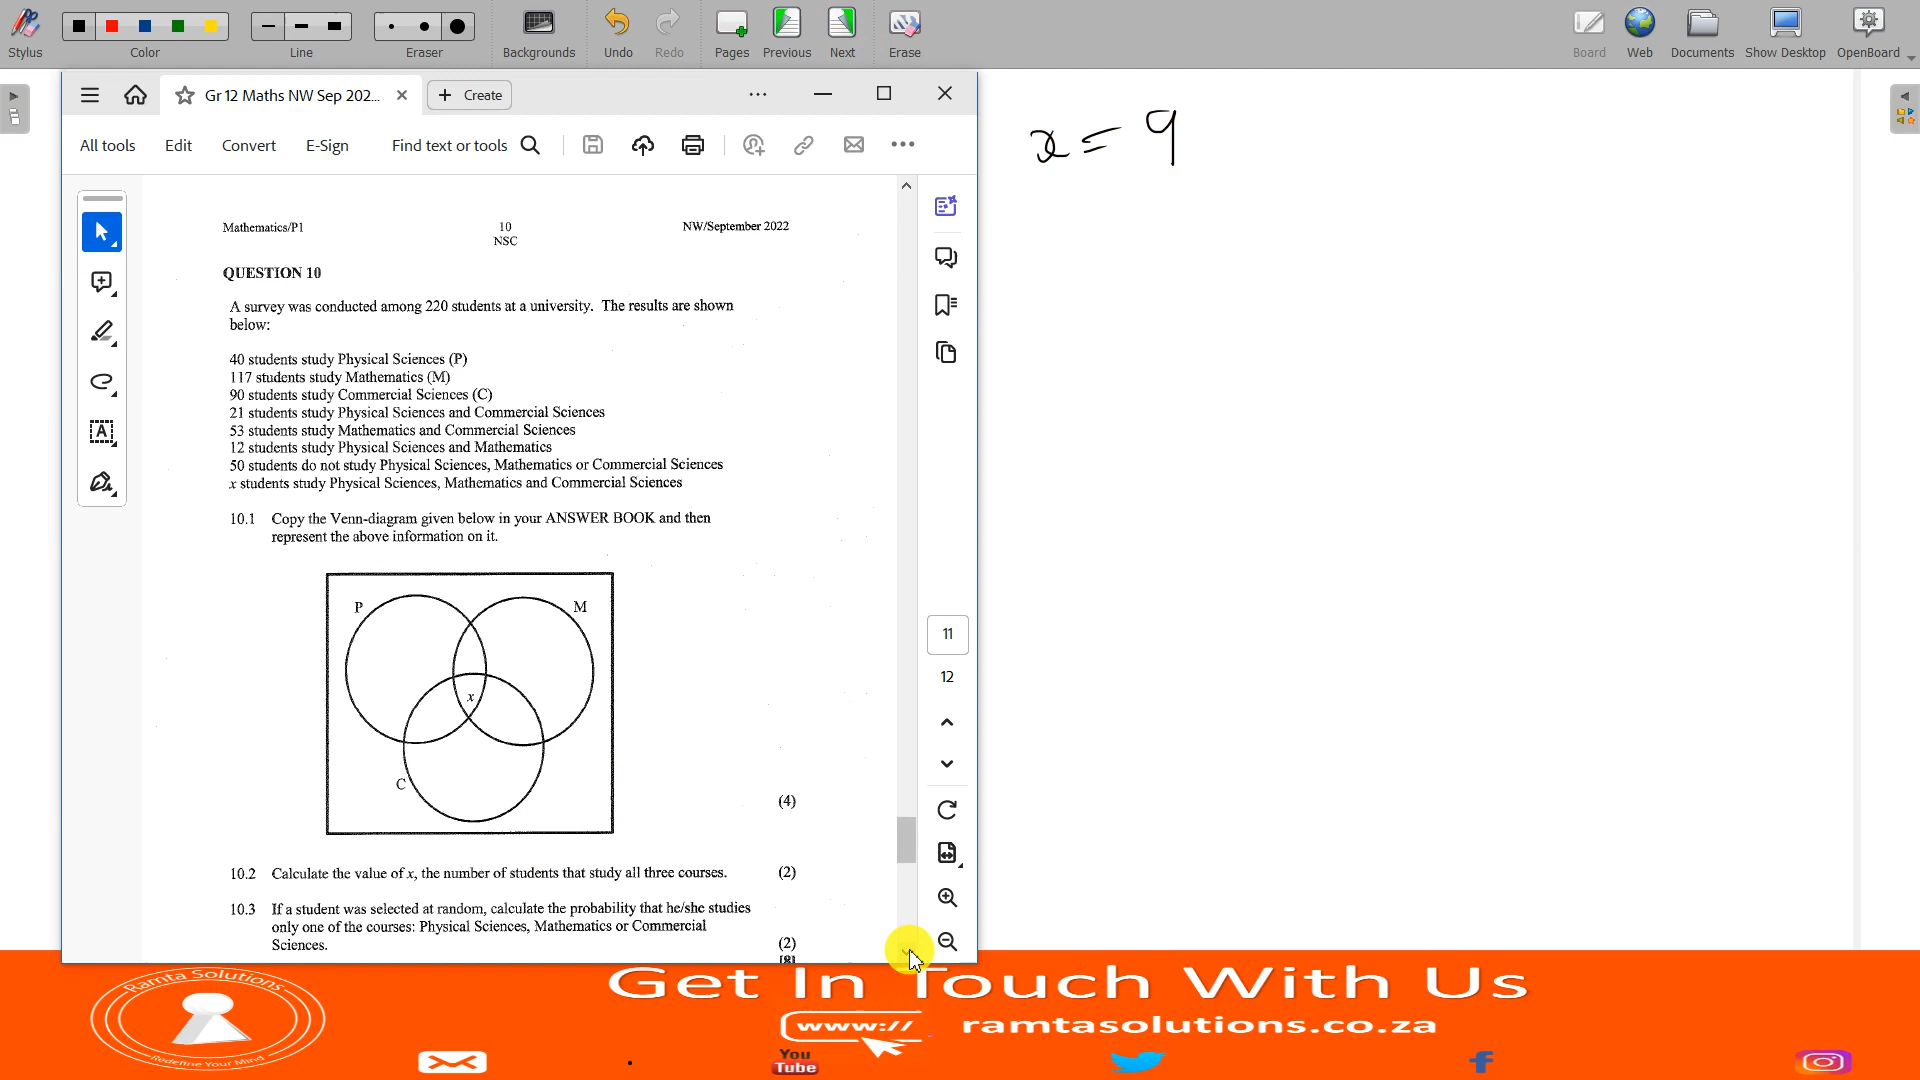 Stylus Color Line Eraser Backgrounds Undo Redo Pages Previous Next Erase Board Web Documents Show Desktop OpenBoard
Gr 12 Maths NW Sep 202... + Create
All tools Edit Convert E-Sign Find text or tools
x = 9
Mathematics/P1 10 NW/September 2022
NSC
QUESTION 10
A survey was conducted among 220 students at a university. The results are shown
below:
40 students study Physical Sciences (P)
117 students study Mathematics (M)
90 students study Commercial Sciences (C)
21 students study Physical Sciences and Commercial Sciences
53 students study Mathematics and Commercial Sciences
12 students study Physical Sciences and Mathematics
50 students do not study Physical Sciences, Mathematics or Commercial Sciences
x students study Physical Sciences, Mathematics and Commercial Sciences
10.1 Copy the Venn-diagram given below in your ANSWER BOOK and then
represent the above information on it.
P M
x
C
(4)
10.2 Calculate the value of x, the number of students that study all three courses. (2)
10.3 If a student was selected at random, calculate the probability that he/she studies
only one of the courses: Physical Sciences, Mathematics or Commercial
Sciences. (2)
[8]
11
12
Ramta Solutions
Redefine Your Mind
Get In Touch With Us
www:// ramtasolutions.co.za
You
Tube